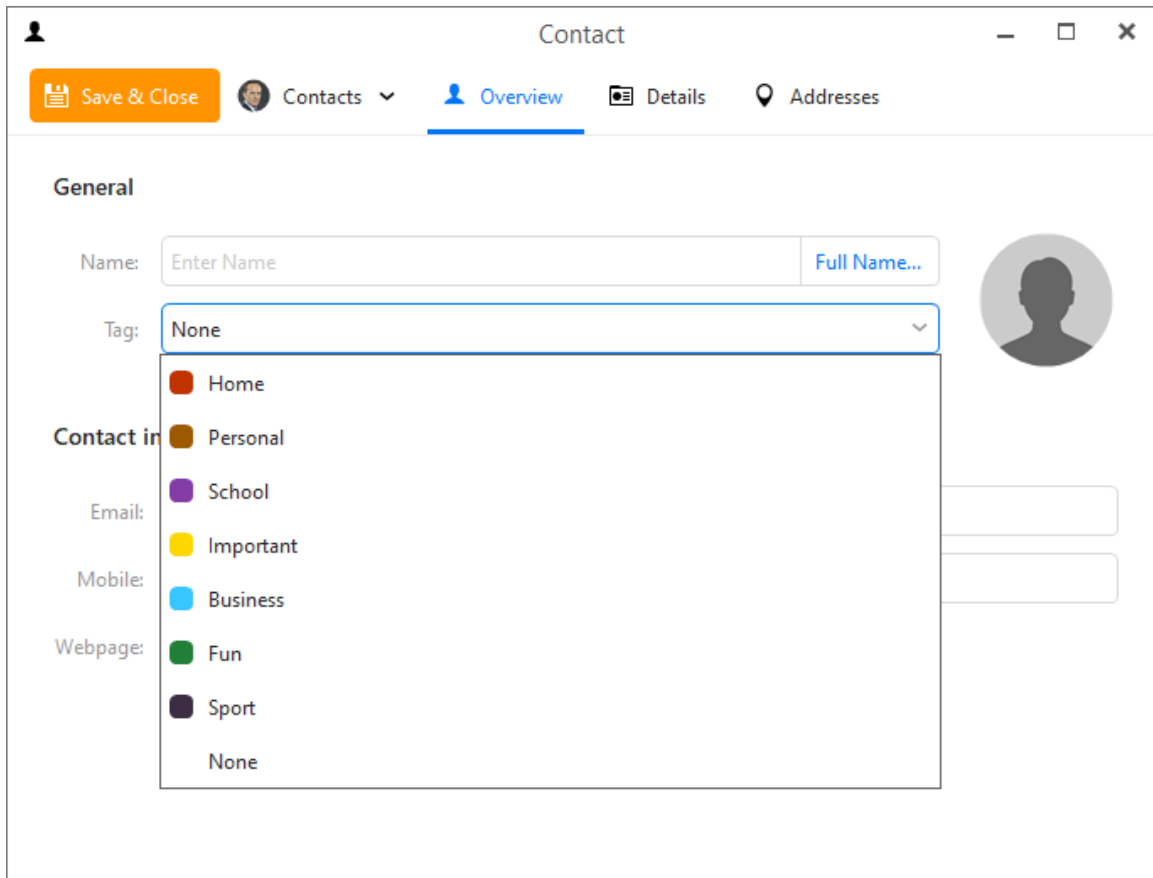 Contact
Save & Close Contacts Overview Details Addresses
General
Name: Enter Name Full Name...
Tag: None
Home
Contact in Personal
School
Email:
Important
Mobile:
Business
Webpage: Fun
Sport
None